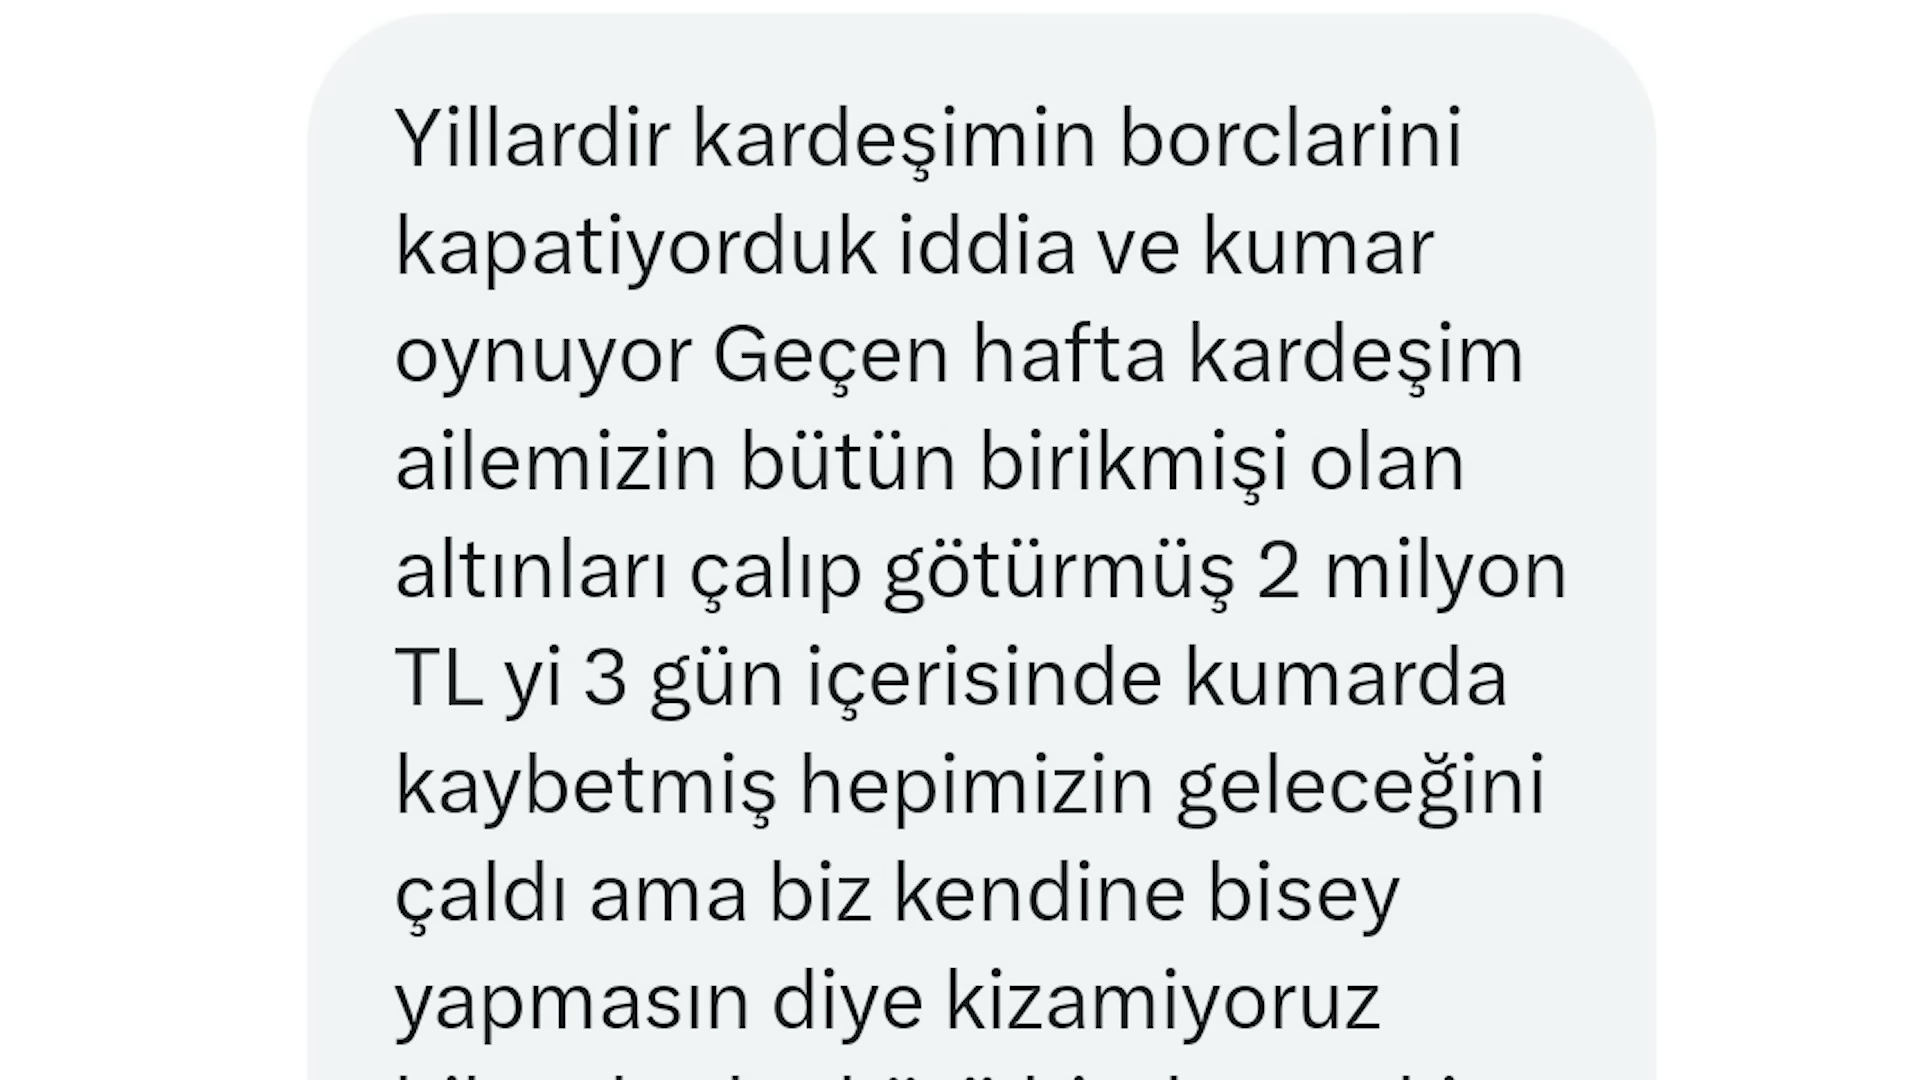 Yillardir kardeşimin borclarini
kapatiyorduk iddia ve kumar
oynuyor Geçen hafta kardeşim
ailemizin bütün birikmişi olan
altınları çalıp götürmüş 2 milyon
TL yi 3 gün içerisinde kumarda
kaybetmiş hepimizin geleceğini
çaldı ama biz kendine bisey
yapmasın diye kizamiyoruz